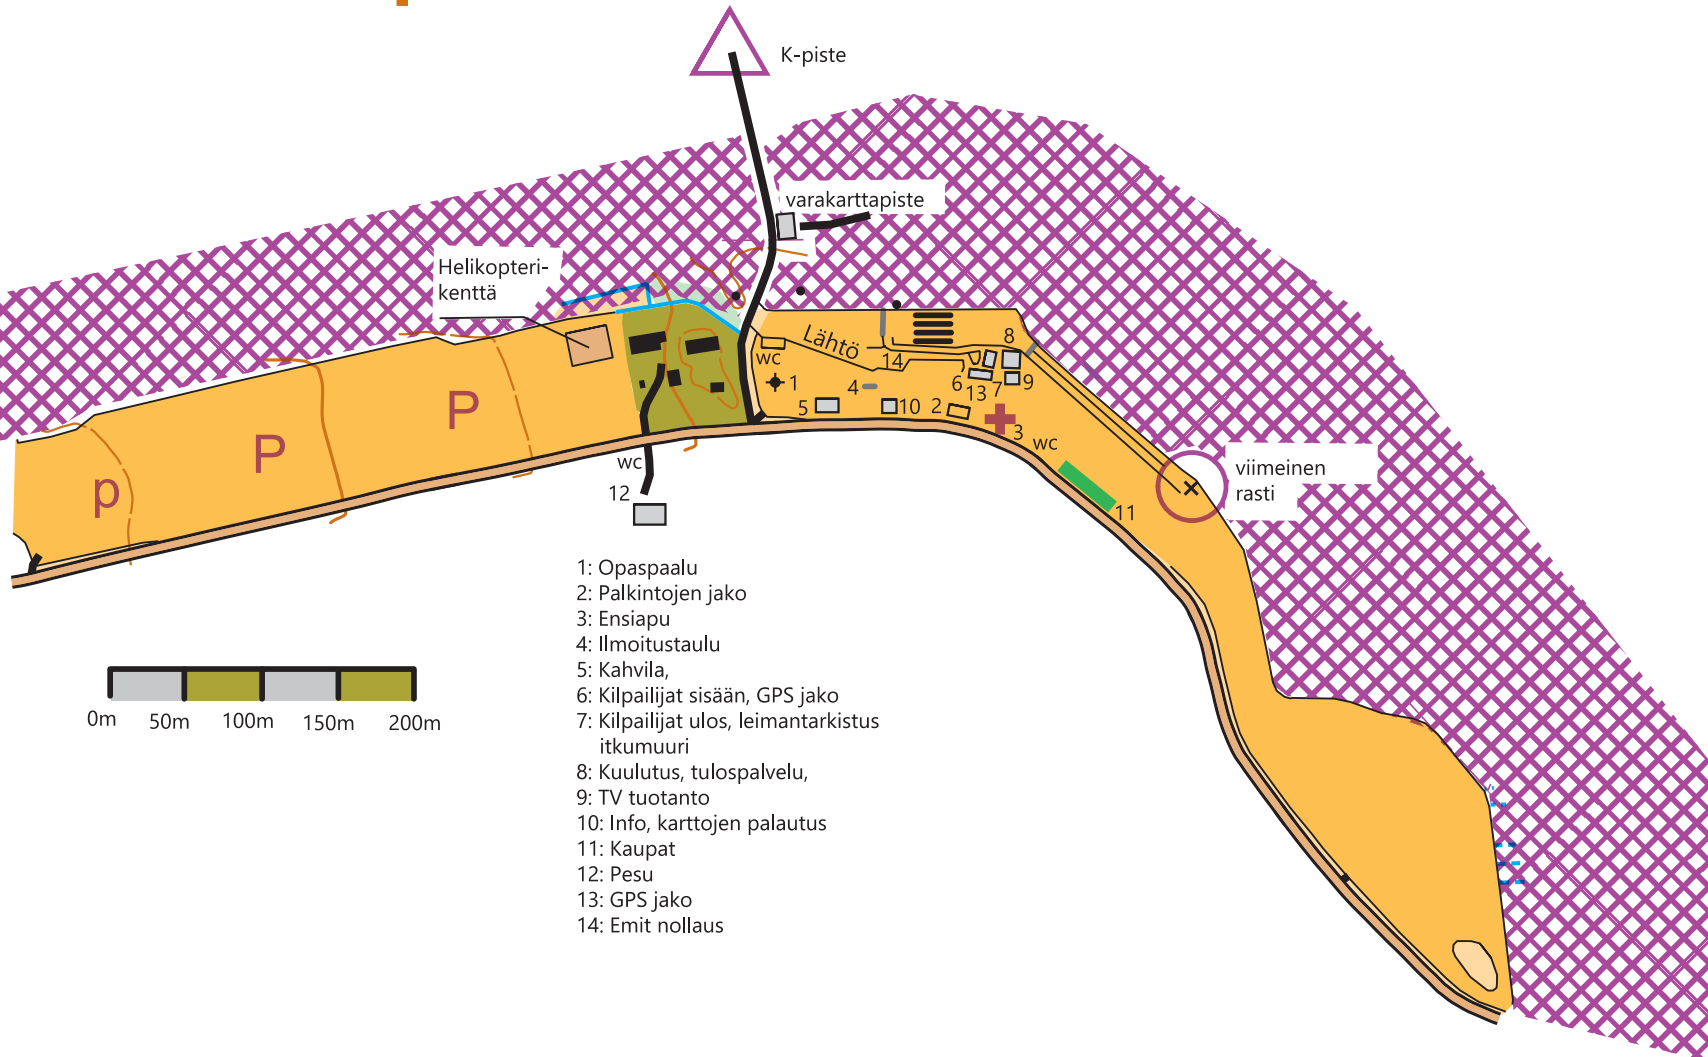 K-piste
varakarttapiste
Helikopteri-
kenttä
Lähtö
wc
1
14
8
6
13
7
9
4
5
10
2
3
wc
P
P
p
wc
12
11
viimeinen
rasti
1: Opaspaalu
2: Palkintojen jako
3: Ensiapu
4: Ilmoitustaulu
5: Kahvila,
6: Kilpailijat sisään, GPS jako
7: Kilpailijat ulos, leimantarkistus
itkumuuri
8: Kuulutus, tulospalvelu,
9: TV tuotanto
10: Info, karttojen palautus
11: Kaupat
12: Pesu
13: GPS jako
14: Emit nollaus
0m 50m 100m 150m 200m